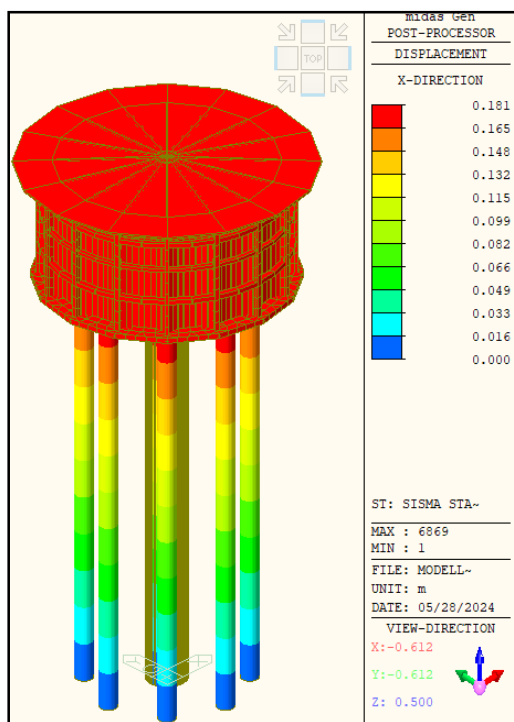 midas Gen
POST-PROCESSOR
DISPLACEMENT
X-DIRECTION
0.181
0.165
0.148
0.132
0.115
0.099
0.082
0.066
0.049
0.033
0.016
0.000
ST: SISMA STA~
MAX : 6869
MIN : 1
FILE: MODELL~
UNIT: m
DATE: 05/28/2024
VIEW-DIRECTION
X:-0.612
Y:-0.612
Z: 0.500
TOP